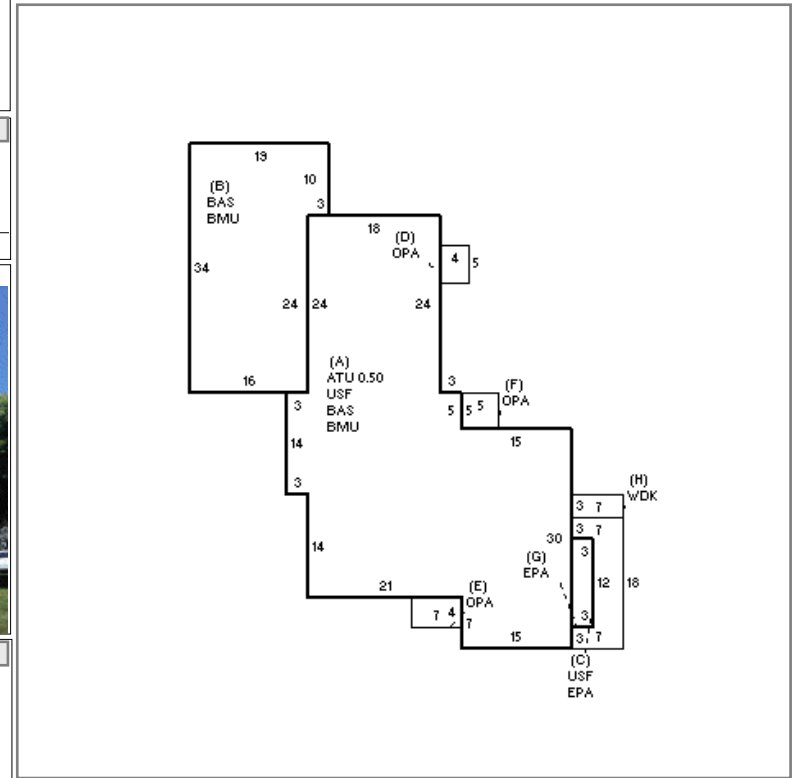 19
10
(B)
BAS
BMU
3
18
(D)
OPA
4
5
34
24
24
24
(A)
ATU 0.50
USF
BAS
BMU
16
3
3
5
5
5
(F)
OPA
14
15
3
(H)
WDK
3 7
3 7
30
3
14
(G)
EPA
12
18
21
(E)
OPA
7
4
7
3
15
3
7
(C)
USF
EPA